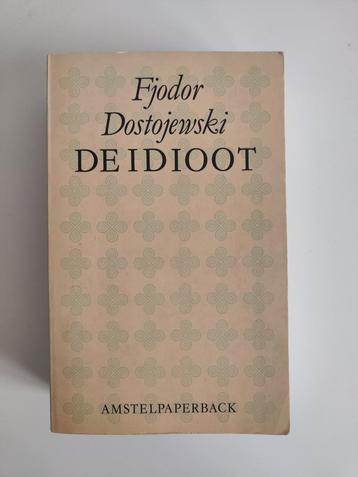 Fjodor
Dostojewski
DE IDIOOT
AMSTELPAPERBACK